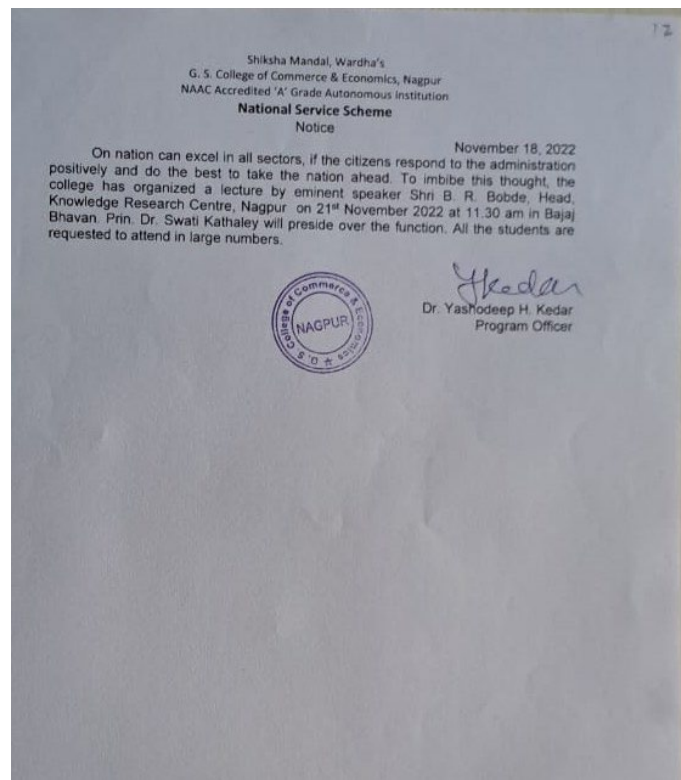 12
Shiksha Mandal, Wardha's
G. S. College of Commerce & Economics, Nagpur
NAAC Accredited 'A' Grade Autonomous Institution
National Service Scheme
Notice
November 18, 2022
On nation can excel in all sectors, if the citizens respond to the administration
positively and do the best to take the nation ahead. To imbibe this thought, the
college has organized a lecture by eminent speaker Shri B. R. Bobde, Head,
Knowledge Research Centre, Nagpur on 21st November 2022 at 11.30 am in Bajaj
Bhavan. Prin. Dr. Swati Kathaley will preside over the function. All the students are
requested to attend in large numbers.
YKedar
Dr. Yashodeep H. Kedar
Program Officer
G. S. College of Commerce & Economics
NAGPUR